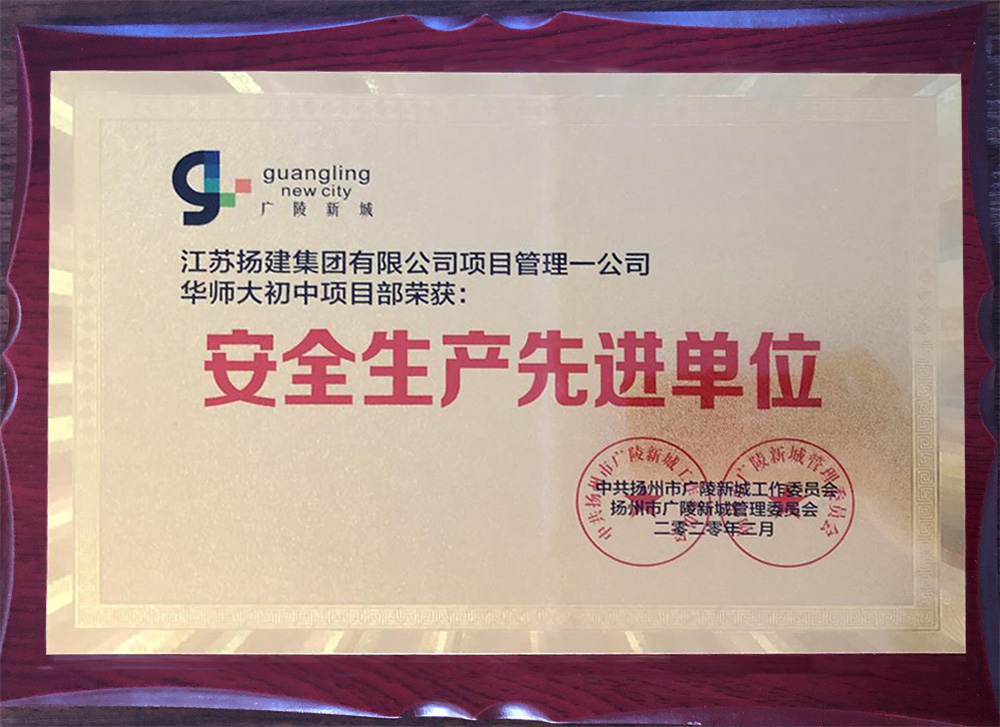 guangling
new city
广陵新城
江苏扬建集团有限公司项目管理一公司
华师大初中项目部荣获：
安全生产先进单位
中共扬州市广陵新城工作委员会
扬州市广陵新城管理委员会
二零二零年二月